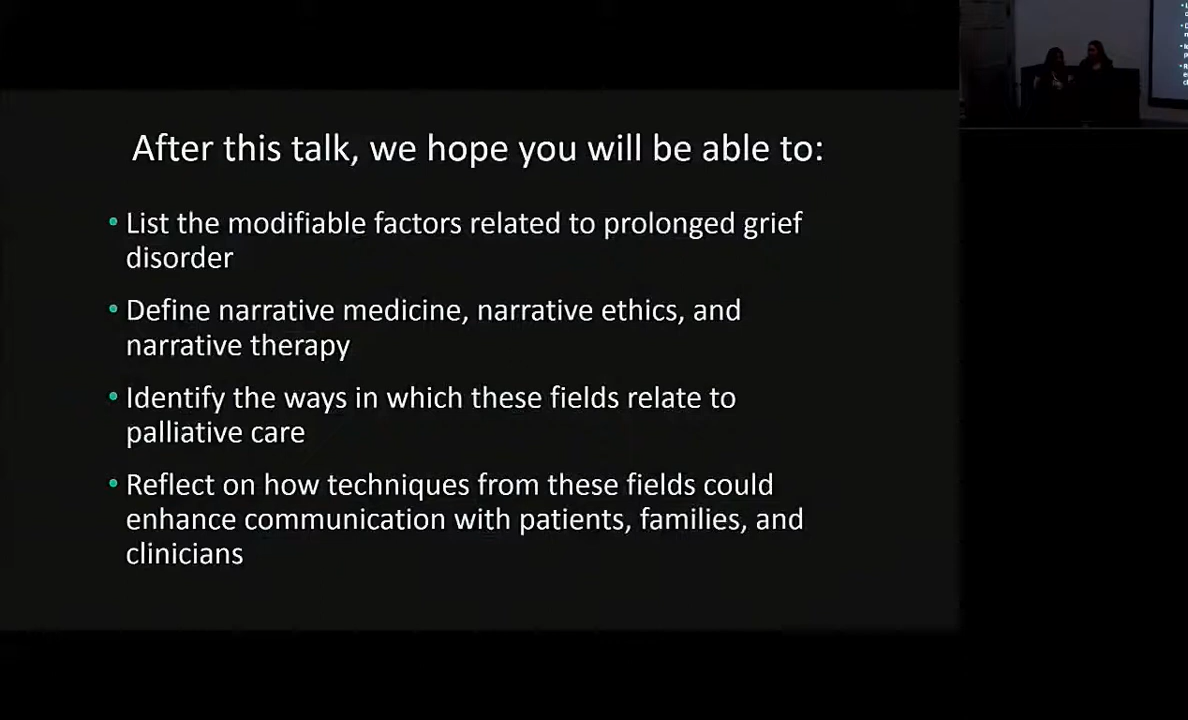 After this talk, we hope you will be able to:
• List the modifiable factors related to prolonged grief
disorder
• Define narrative medicine, narrative ethics, and
narrative therapy
• Identify the ways in which these fields relate to
palliative care
• Reflect on how techniques from these fields could
enhance communication with patients, families, and
clinicians